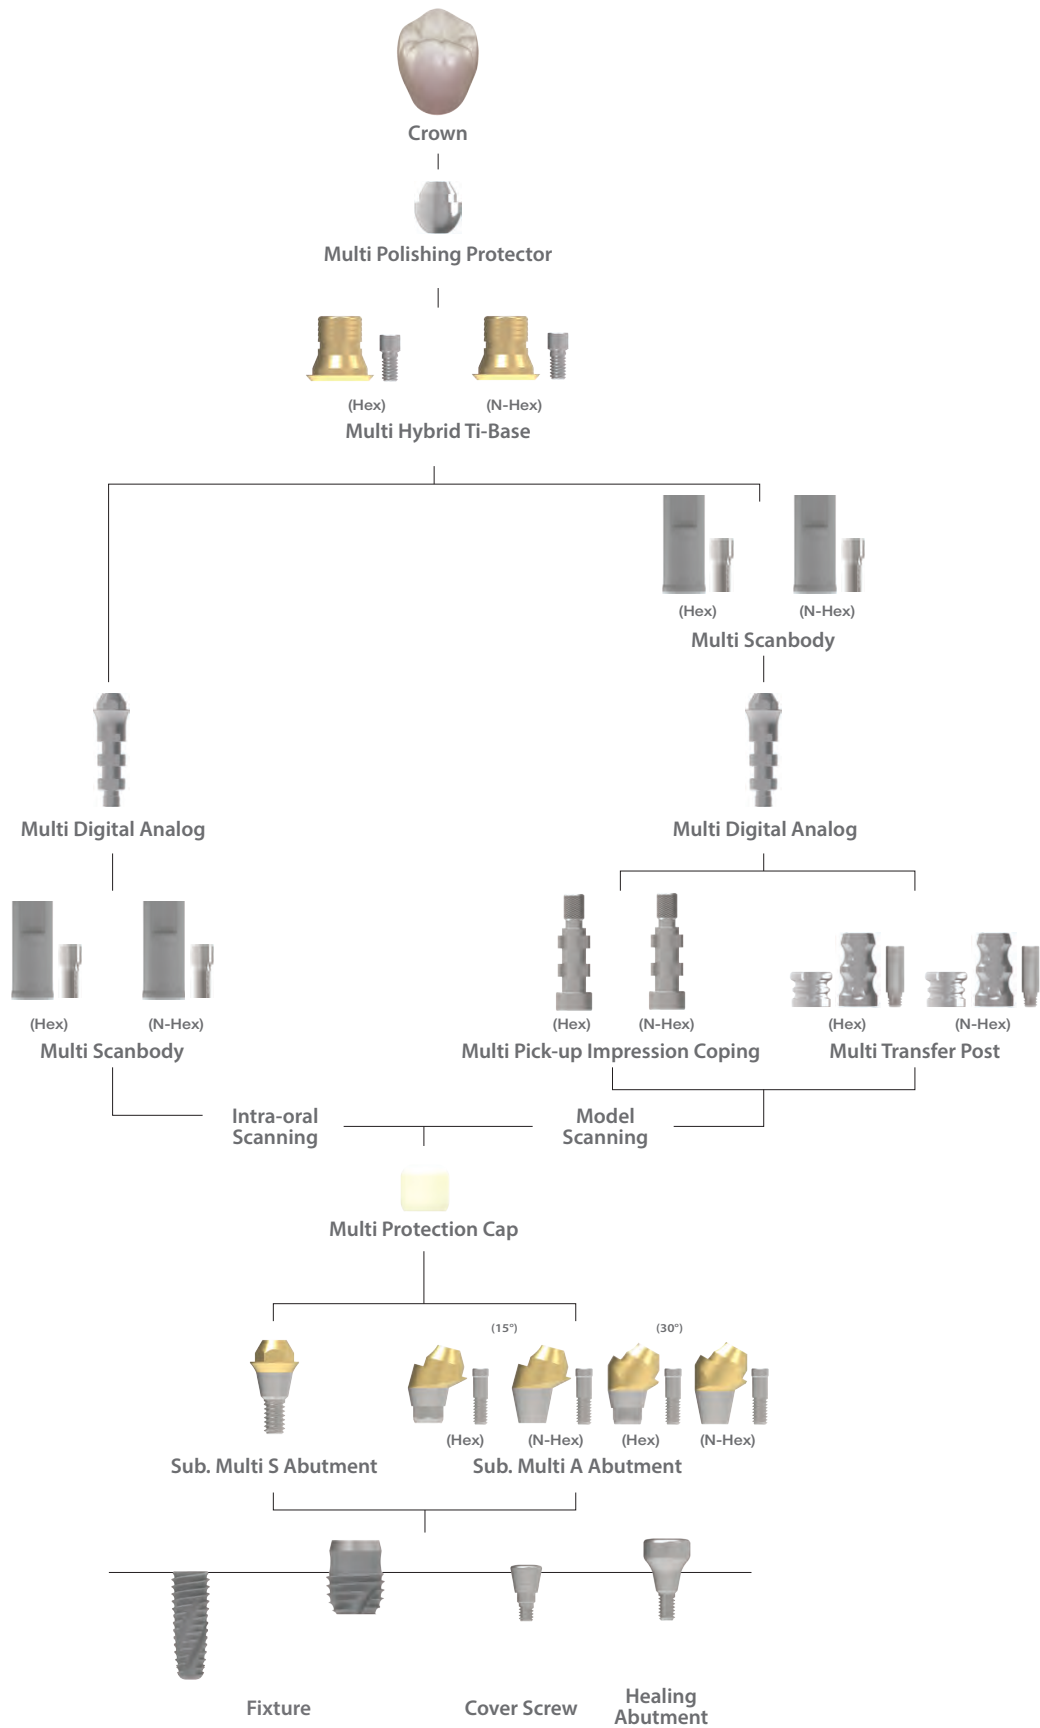 Crown
Multi Polishing Protector
(Hex) (N-Hex)
Multi Hybrid Ti-Base
(Hex) (N-Hex)
Multi Scanbody
Multi Digital Analog
Multi Digital Analog
(Hex) (N-Hex)
Multi Scanbody
(Hex) (N-Hex)
Multi Pick-up Impression Coping
(Hex) (N-Hex)
Multi Transfer Post
Intra-oral
Scanning
Model
Scanning
Multi Protection Cap
(15°) (30°)
(Hex) (N-Hex) (Hex) (N-Hex)
Sub. Multi S Abutment
Sub. Multi A Abutment
Fixture
Cover Screw
Healing
Abutment